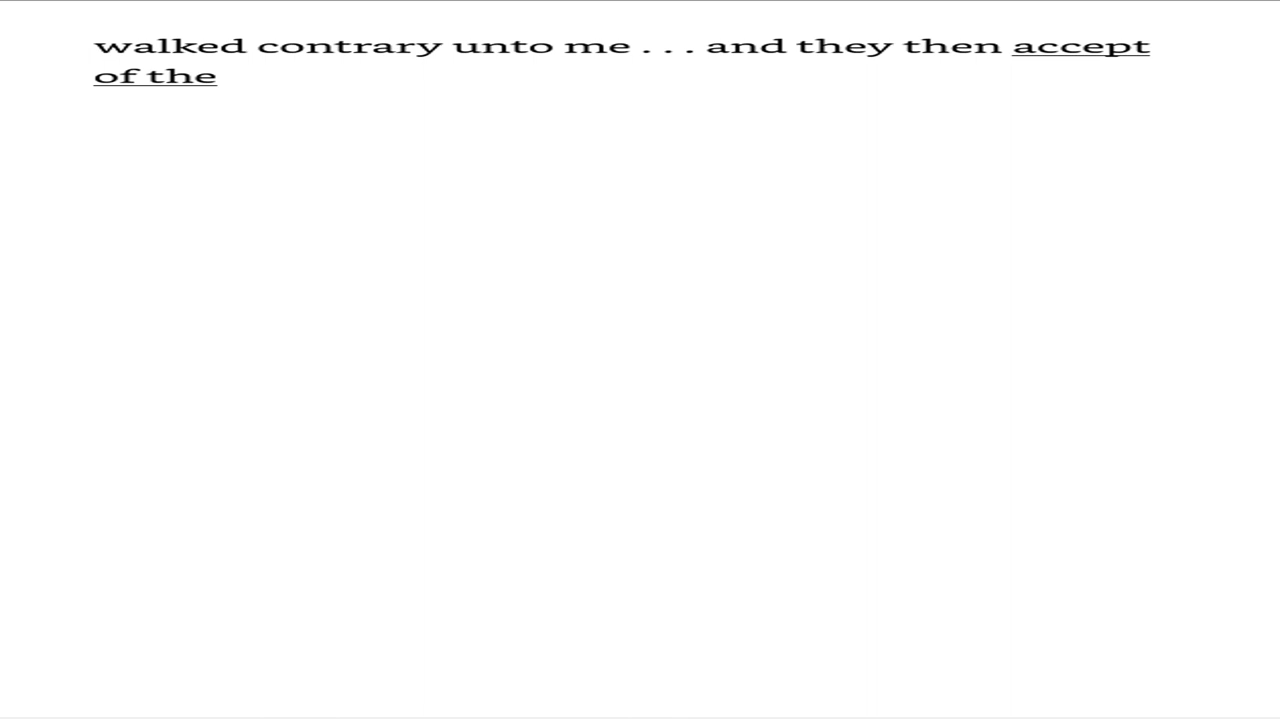 walked contrary unto me . . . and they then accept
of the